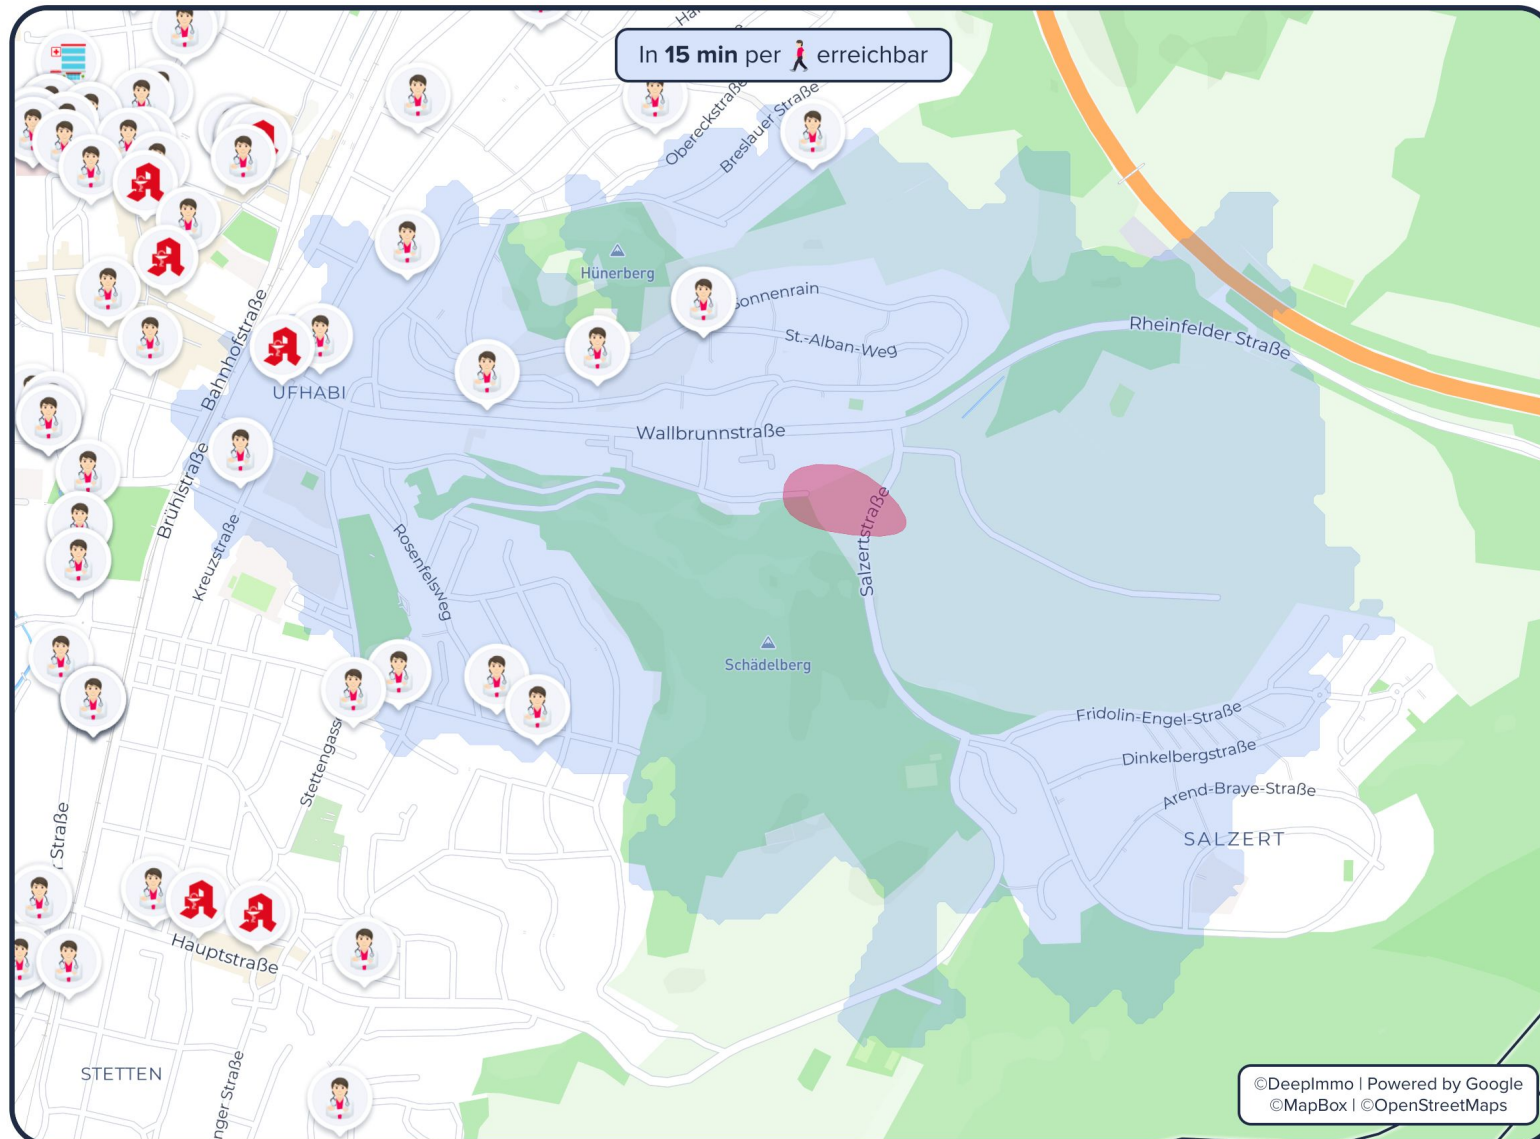 In 15 min per erreichbar
Obereckstraße
Breslauer Straße
Hünerberg
Sonnenrain
St.-Alban-Weg
Rheinfelder Straße
Bahnhofstraße
UFHABI
Wallbrunnstraße
Brühlstraße
Kreuzstraße
Rosenfelsweg
Salzertstraße
Schädelberg
Fridolin-Engel-Straße
Dinkelbergstraße
Arend-Braye-Straße
SALZERT
Straße
Hauptstraße
STETTEN
©DeepImmo | Powered by Google
©MapBox | ©OpenStreetMaps